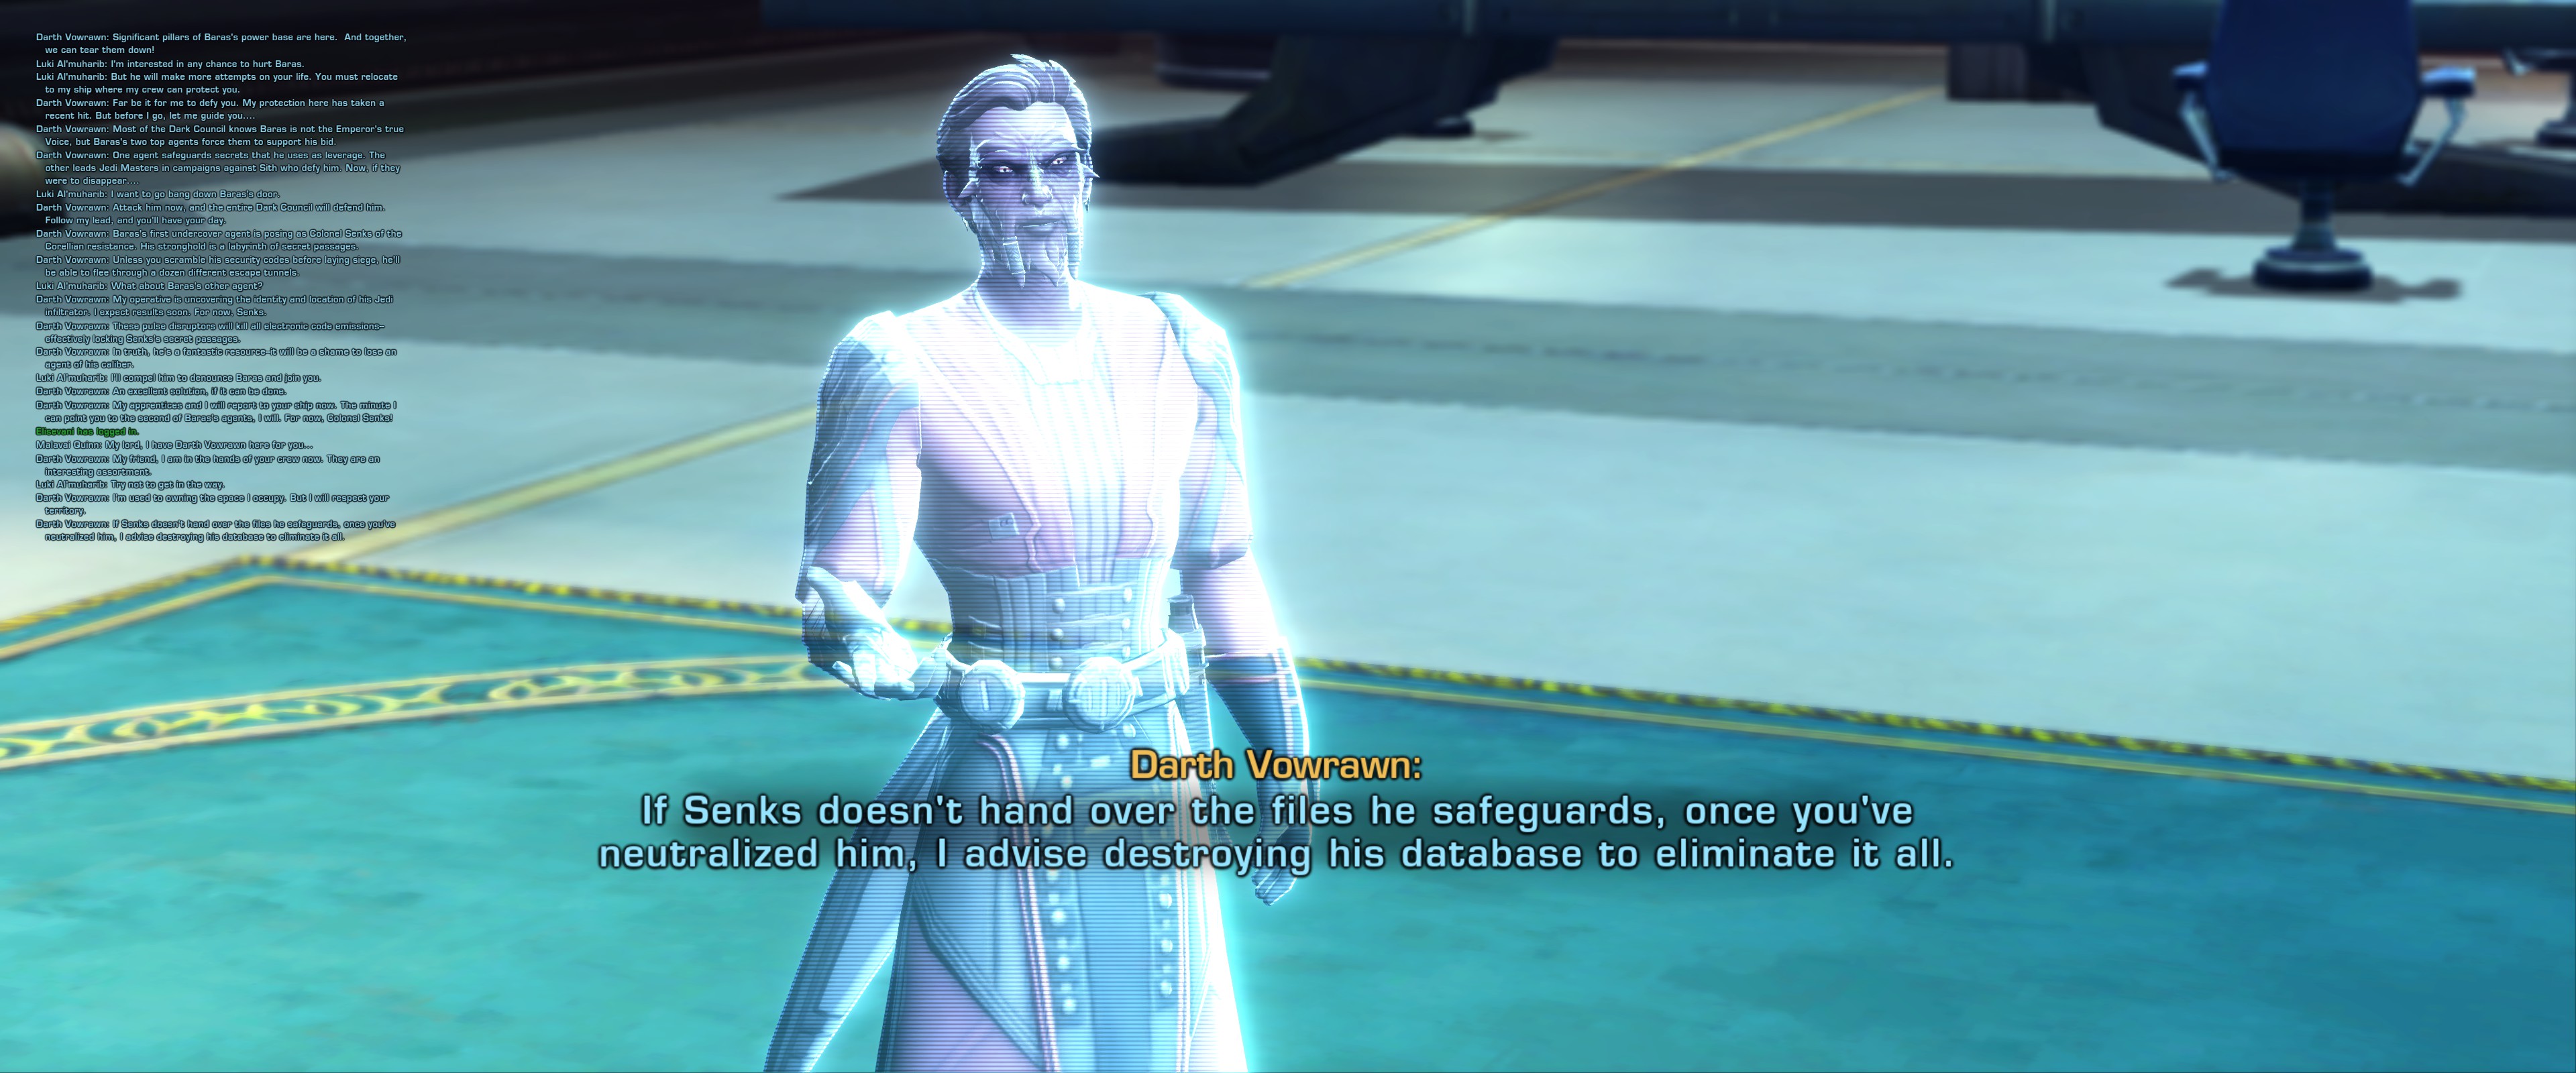 Darth Vowrawn: Significant pillars of Baras's power base are here.  And together,
we can tear them down!
Luki Al'muharib: I'm interested in any chance to hurt Baras.
Luki Al'muharib: But he will make more attempts on your life. You must relocate
to my ship where my crew can protect you.
Darth Vowrawn: Far be it for me to defy you. My protection here has taken a
recent hit. But before I go, let me guide you....
Darth Vowrawn: Most of the Dark Council knows Baras is not the Emperor's true
Voice, but Baras's two top agents force them to support his bid.
Darth Vowrawn: One agent safeguards secrets that he uses as leverage. The
other leads Jedi Masters in campaigns against Sith who defy him. Now, if they
were to disappear....
Luki Al'muharib: I want to go bang down Baras's door.
Darth Vowrawn: Attack him now, and the entire Dark Council will defend him.
Follow my lead, and you'll have your day.
Darth Vowrawn: Baras's first undercover agent is posing as Colonel Senks of the
Corellian resistance. His stronghold is a labyrinth of secret passages.
Darth Vowrawn: Unless you scramble his security codes before laying siege, he'll
be able to flee through a dozen different escape tunnels.
Luki Al'muharib: What about Baras's other agent?
Darth Vowrawn: My operative is uncovering the identity and location of his Jedi
infiltrator. I expect results soon. For now, Senks.
Darth Vowrawn: These pulse disruptors will kill all electronic code emissions–
effectively locking Senks's secret passages.
Darth Vowrawn: In truth, he's a fantastic resource–it will be a shame to lose an
agent of his caliber.
Luki Al'muharib: I'll compel him to denounce Baras and join you.
Darth Vowrawn: An excellent solution, if it can be done.
Darth Vowrawn: My apprentices and I will report to your ship now. The minute I
can point you to the second of Baras's agents, I will. For now, Colonel Senks!
Elisevani has logged in.
Malavai Quinn: My lord, I have Darth Vowrawn here for you...
Darth Vowrawn: My friend, I am in the hands of your crew now. They are an
interesting assortment.
Luki Al'muharib: Try not to get in the way.
Darth Vowrawn: I'm used to owning the space I occupy. But I will respect your
territory.
Darth Vowrawn: If Senks doesn't hand over the files he safeguards, once you've
neutralized him, I advise destroying his database to eliminate it all.
Darth Vowrawn:
If Senks doesn't hand over the files he safeguards, once you've
neutralized him, I advise destroying his database to eliminate it all.